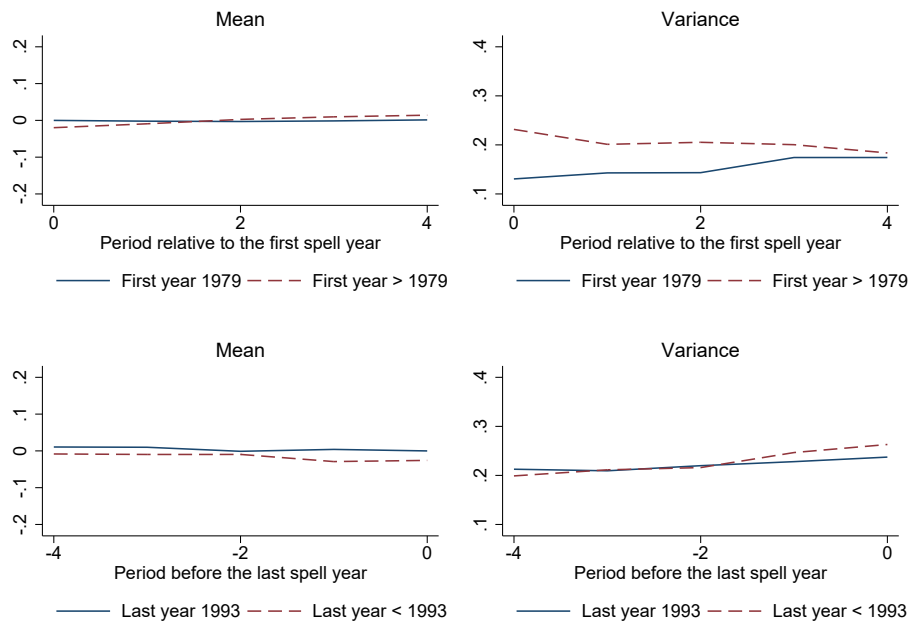 Mean
.2
.1
0
-.1
-.2
0 2 4
Period relative to the first spell year
First year 1979 First year > 1979
Variance
.4
.3
.2
.1
0 2 4
Period relative to the first spell year
First year 1979 First year > 1979
Mean
.2
.1
0
-.1
-.2
-4 -2 0
Period before the last spell year
Last year 1993 Last year < 1993
Variance
.4
.3
.2
.1
-4 -2 0
Period before the last spell year
Last year 1993 Last year < 1993